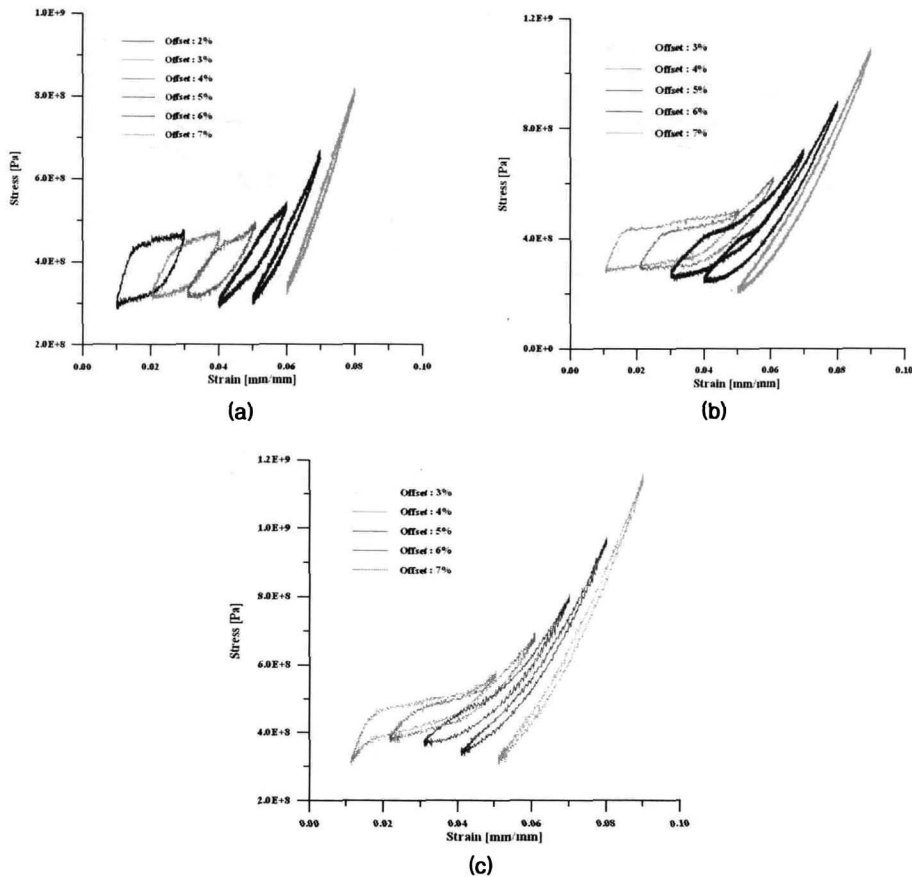 1.0E+9
8.0E+8
6.0E+8
4.0E+8
2.0E+8
Stress [Pa]
Offset : 2%
Offset : 3%
Offset : 4%
Offset : 5%
Offset : 6%
Offset : 7%
0.00 0.02 0.04 0.06 0.08 0.10
Strain [mm/mm]
(a)
1.2E+9
8.0E+8
4.0E+8
0.0E+0
Stress [Pa]
Offset : 3%
Offset : 4%
Offset : 5%
Offset : 6%
Offset : 7%
0.00 0.02 0.04 0.06 0.08 0.10
Strain [mm/mm]
(b)
1.2E+9
1.0E+9
8.0E+8
6.0E+8
4.0E+8
2.0E+8
Stress [Pa]
Offset : 3%
Offset : 4%
Offset : 5%
Offset : 6%
Offset : 7%
0.00 0.02 0.04 0.06 0.08 0.10
Strain [mm/mm]
(c)